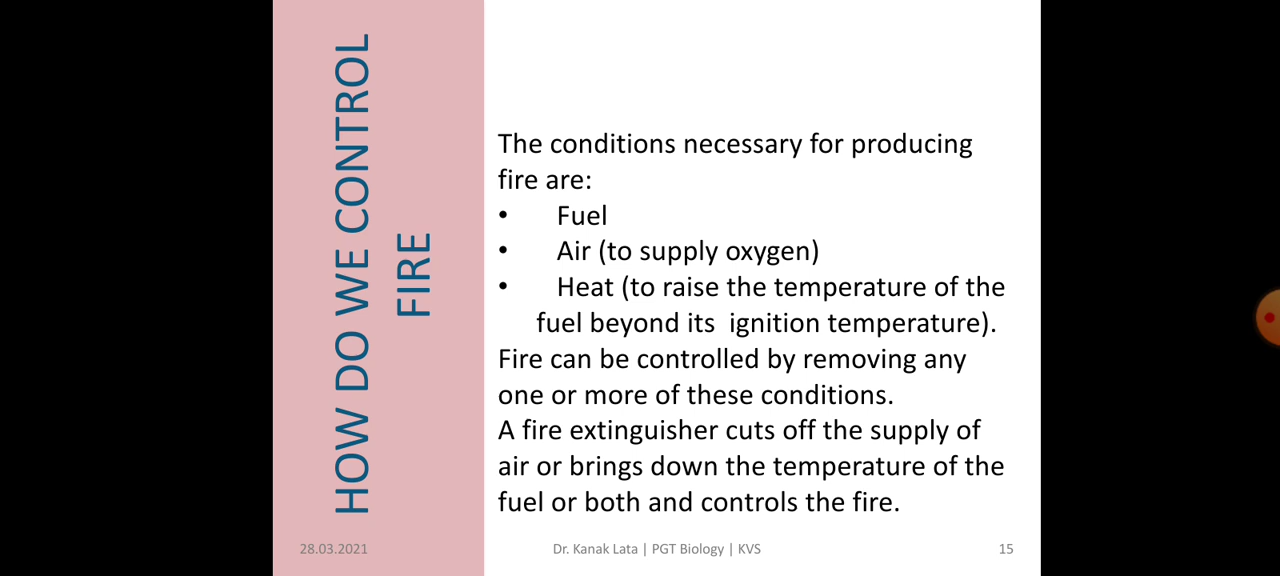 HOW DO WE CONTROL
FIRE
The conditions necessary for producing
fire are:
• Fuel
• Air (to supply oxygen)
• Heat (to raise the temperature of the
fuel beyond its ignition temperature).
Fire can be controlled by removing any
one or more of these conditions.
A fire extinguisher cuts off the supply of
air or brings down the temperature of the
fuel or both and controls the fire.
28.03.2021
Dr. Kanak Lata | PGT Biology | KVS
15